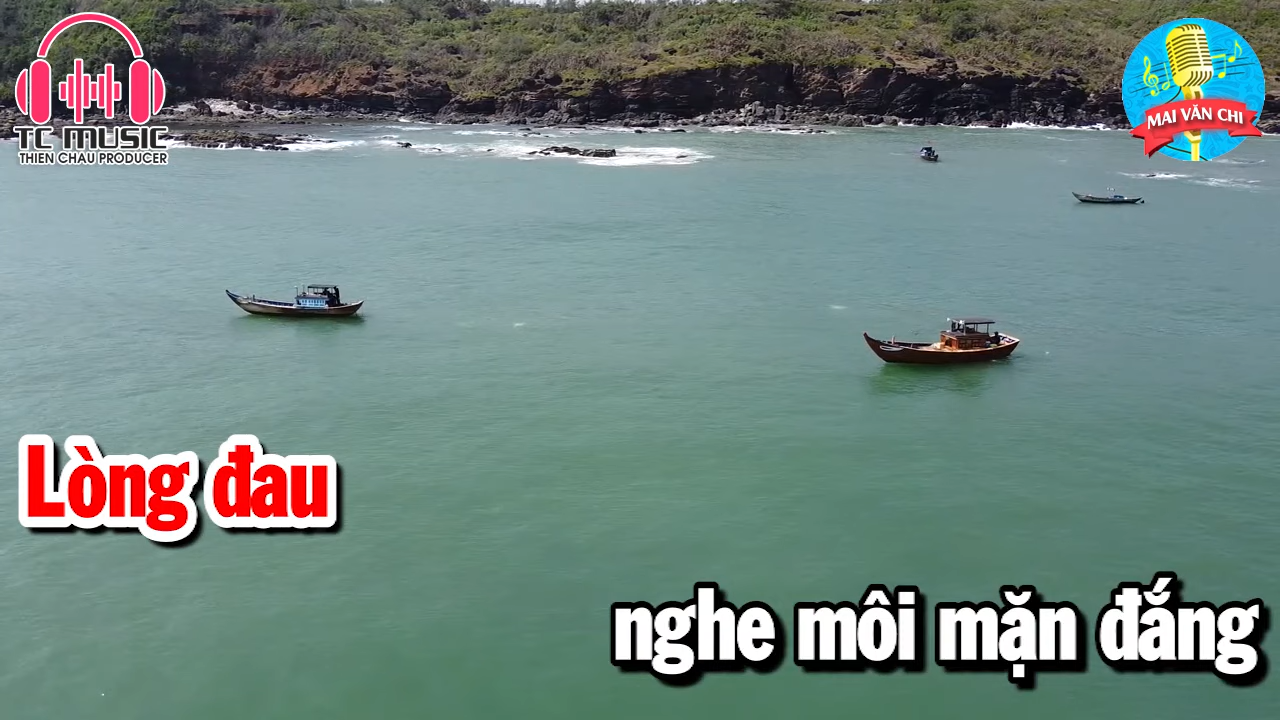 TC MUSIC
THIEN CHAU PRODUCER
MAI VĂN CHI
Lòng đau
nghe môi mặn đắng